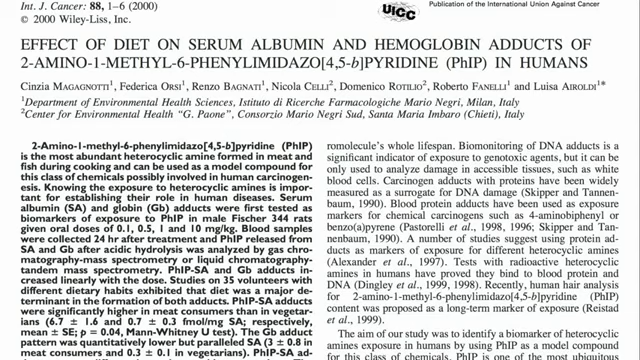 Int. J. Cancer: 88, 1–6 (2000)
© 2000 Wiley-Liss, Inc.
UICC
Publication of the International Union Against Cancer
EFFECT OF DIET ON SERUM ALBUMIN AND HEMOGLOBIN ADDUCTS OF
2-AMINO-1-METHYL-6-PHENYLIMIDAZO[4,5-b]PYRIDINE (PhIP) IN HUMANS
Cinzia MAGAGNOTTI¹, Federica ORSI¹, Renzo BAGNATI¹, Nicola CELLI², Domenico ROTILIO², Roberto FANELLI¹ and Luisa AIROLDI¹*
¹Department of Environmental Health Sciences, Istituto di Ricerche Farmacologiche Mario Negri, Milan, Italy
²Center for Environmental Health “G. Paone”, Consorzio Mario Negri Sud, Santa Maria Imbaro (Chieti), Italy
2-Amino-1-methyl-6-phenylimidazo[4,5-b]pyridine (PhIP)
is the most abundant heterocyclic amine formed in meat and
fish during cooking and can be used as a model compound for
this class of chemicals possibly involved in human carcinogen-
esis. Knowing the exposure to heterocyclic amines is impor-
tant for establishing their role in human diseases. Serum
albumin (SA) and globin (Gb) adducts were first tested as
biomarkers of exposure to PhIP in male Fischer 344 rats
given oral doses of 0.1, 0.5, 1 and 10 mg/kg. Blood samples
were collected 24 hr after treatment and PhIP released from
SA and Gb after acidic hydrolysis was analyzed by gas chro-
matography-mass spectrometry or liquid chromatography-
tandem mass spectrometry. PhIP-SA and Gb adducts in-
creased linearly with the dose. Studies on 35 volunteers with
different dietary habits exhibited that diet was a major de-
terminant in the formation of both adducts. PhIP-SA adducts
were significantly higher in meat consumers than in vegetar-
ians (6.7 ± 1.6 and 0.7 ± 0.3 fmol/mg SA; respectively,
mean ± SE; p = 0.04, Mann-Whitney U test). The Gb adduct
pattern was quantitatively lower but paralleled SA (3 ± 0.8 in
meat consumers and 0.3 ± 0.1 in vegetarians). PhIP-SA ad-
romolecule’s whole lifespan. Biomonitoring of DNA adducts is a
significant indicator of exposure to genotoxic agents, but it can be
only used to analyze damage in accessible tissues, such as white
blood cells. Carcinogen adducts with proteins have been widely
measured as a surrogate for DNA damage (Skipper and Tannen-
baum, 1990). Blood protein adducts have been used as exposure
markers for chemical carcinogens such as 4-aminobiphenyl or
benzo(a)pyrene (Pastorelli et al., 1998, 1996; Skipper and Tan-
nenbaum, 1990). A number of studies suggest using protein ad-
ducts as markers of exposure for different heterocyclic amines
(Alexander et al., 1997). Tests with radioactive heterocyclic
amines in humans have proved they bind to blood protein and
DNA (Dingley et al., 1999, 1998). Recently, human hair analysis
for 2-amino-1-methyl-6-phenylimidazo[4,5-b]pyridine (PhIP)
content was proposed as a long-term marker of exposure (Reistad
et al., 1999).
The aim of our study was to identify a biomarker of heterocyclic
amines exposure in humans by using PhIP as a model compound
for this class of chemicals. PhIP is one of the most ubiquitous